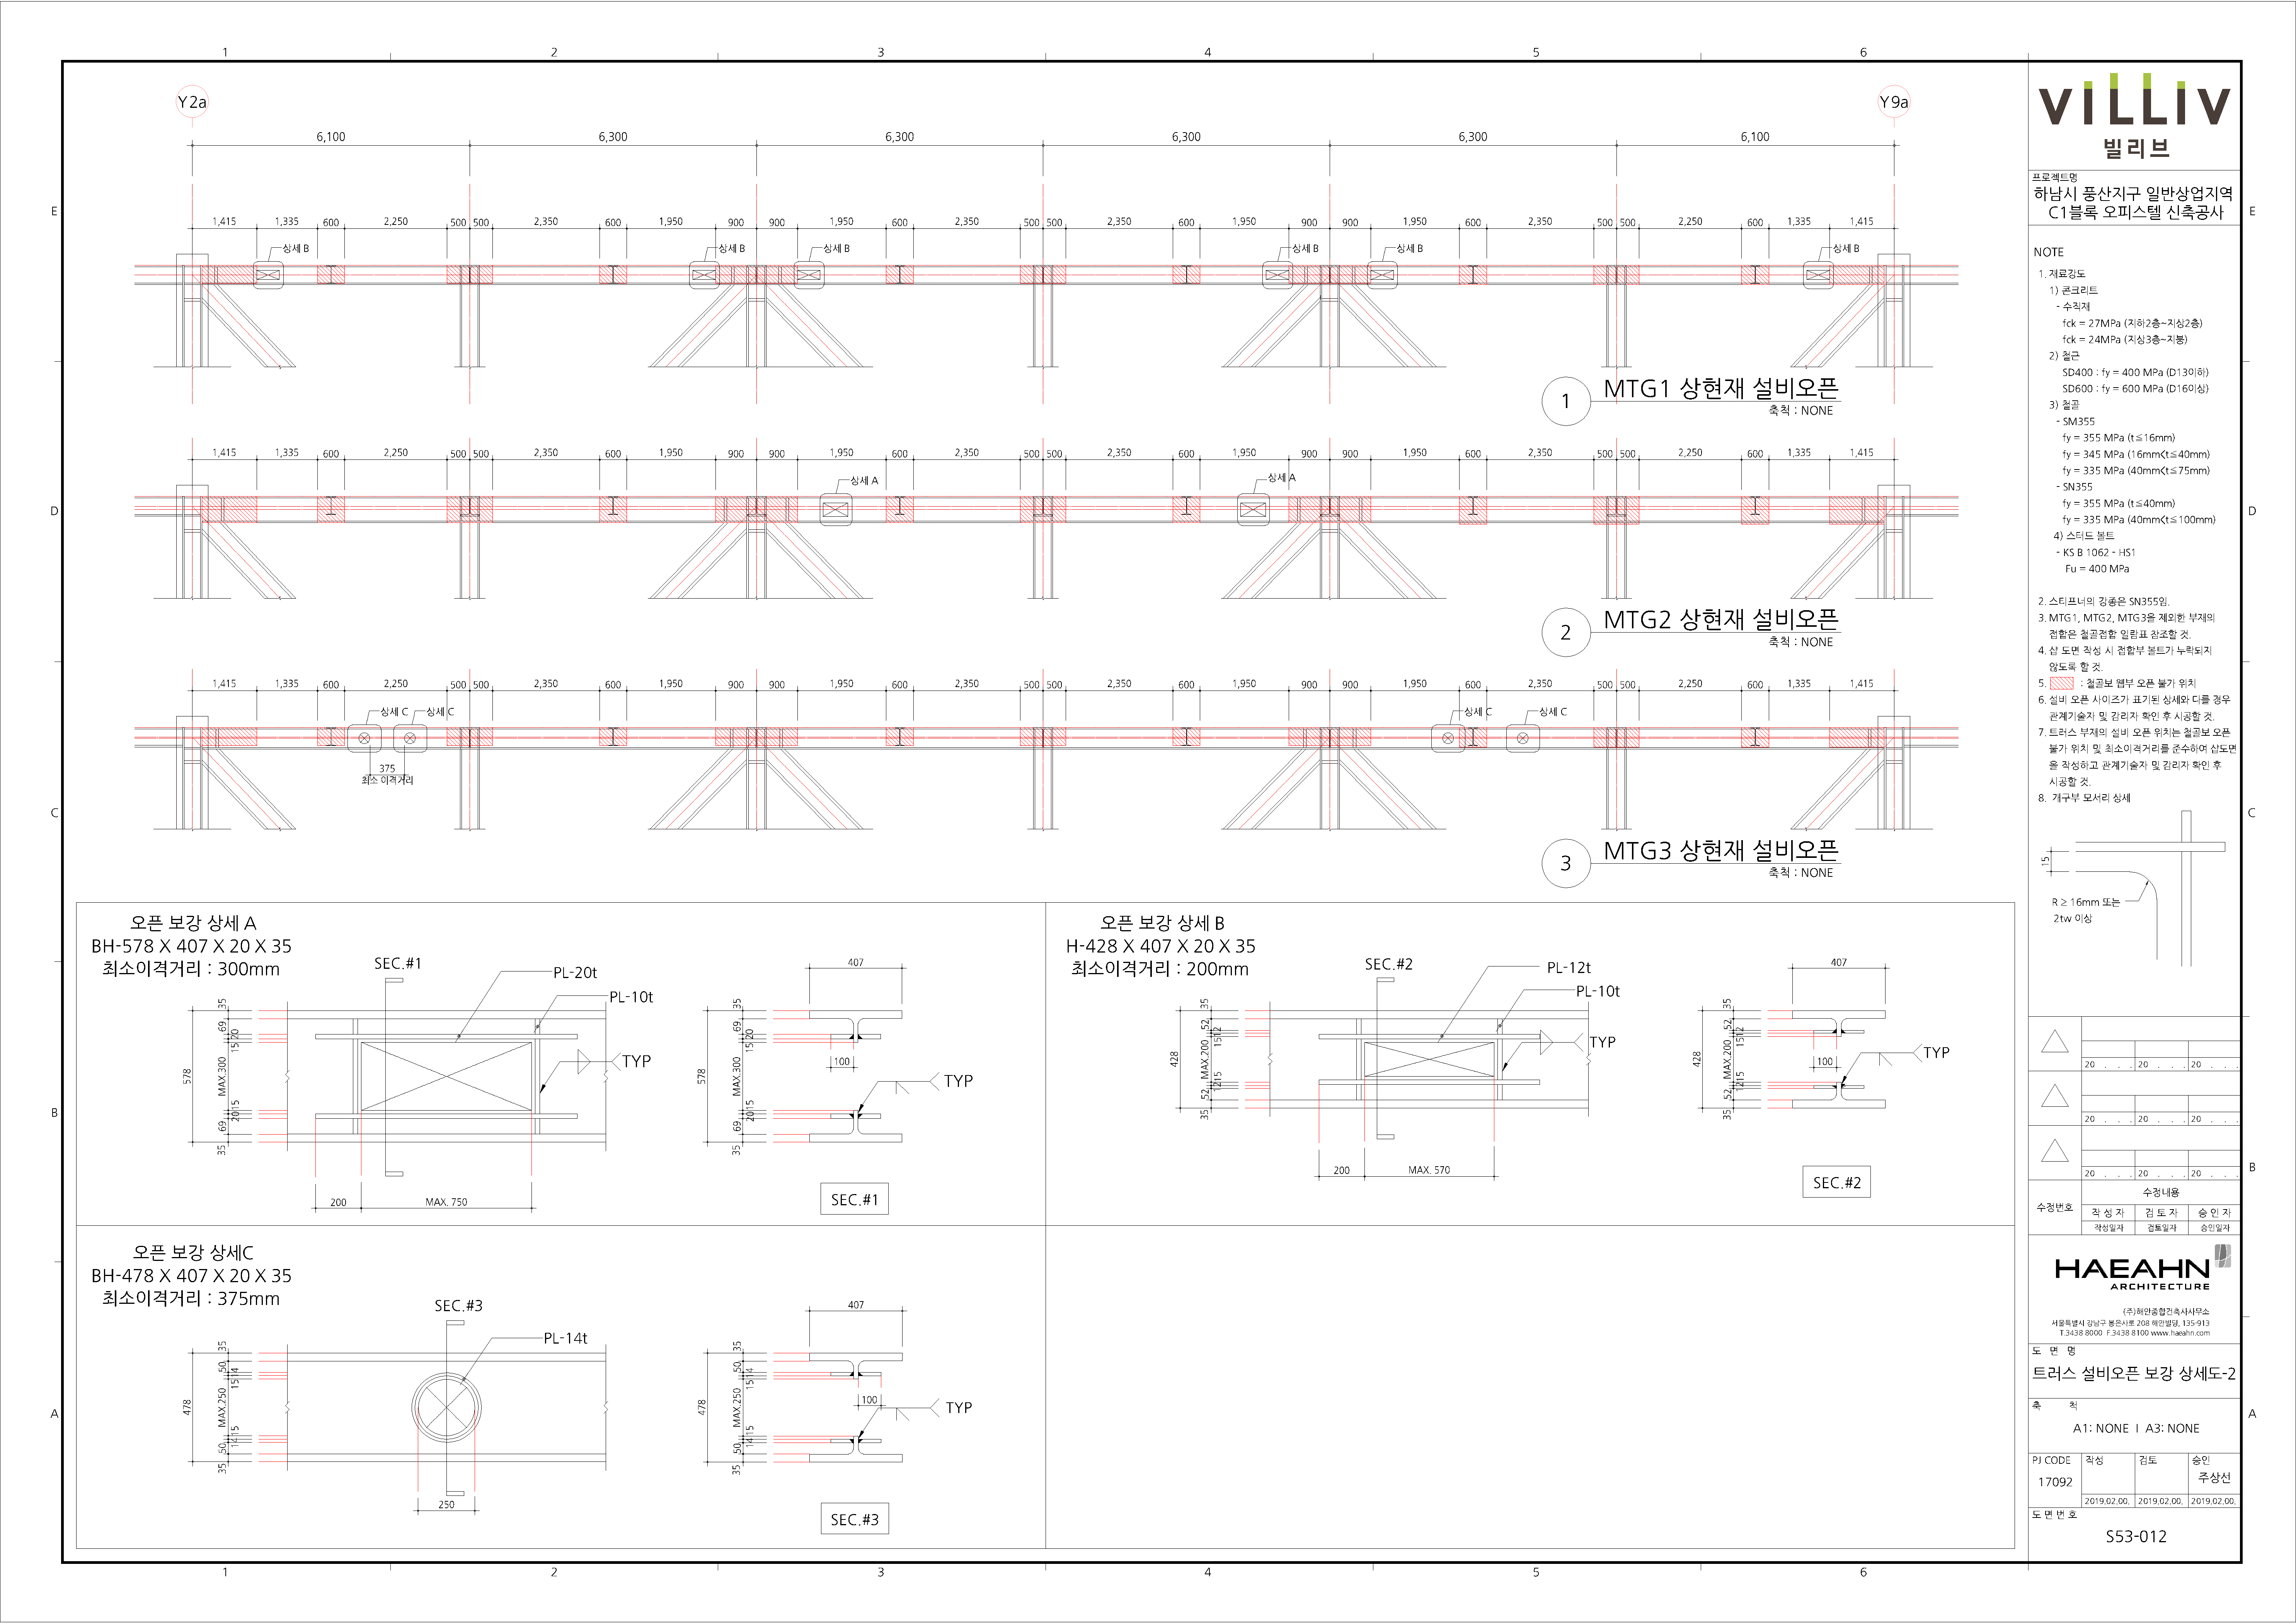 1 2 3 4 5 6
Y2a
Y9a
6,100 6,300 6,300 6,300 6,300 6,100
E
1,415 1,335 600 2,250 500 500 2,350 600 1,950 900 900 1,950 600 2,350 500 500 2,350 600 1,950 900 900 1,950 600 2,350 500 500 2,250 600 1,335 1,415
상세 B 상세 B 상세 B 상세 B 상세 B 상세 B
1
MTG1 상현재 설비오픈
축척 : NONE
1,415 1,335 600 2,250 500 500 2,350 600 1,950 900 900 1,950 600 2,350 500 500 2,350 600 1,950 900 900 1,950 600 2,350 500 500 2,250 600 1,335 1,415
상세 A 상세 A
D
2
MTG2 상현재 설비오픈
축척 : NONE
1,415 1,335 600 2,250 500 500 2,350 600 1,950 900 900 1,950 600 2,350 500 500 2,350 600 1,950 900 900 1,950 600 2,350 500 500 2,250 600 1,335 1,415
상세 C 상세 C 상세 C 상세 C
375
최소 이격거리
C
3
MTG3 상현재 설비오픈
축척 : NONE
오픈 보강 상세 A
BH-578 X 407 X 20 X 35
최소이격거리 : 300mm
SEC.#1
PL-20t
PL-10t
TYP
578
35 69 20 15 MAX.300 15 20 69 35
200 MAX. 750
407
578
35 69 20 15 MAX.300 15 20 69 35
100
TYP
SEC.#1
오픈 보강 상세 B
H-428 X 407 X 20 X 35
최소이격거리 : 200mm
SEC.#2
PL-12t
PL-10t
TYP
428
35 52 12 15 MAX.200 15 12 52 35
200 MAX. 570
407
428
35 52 12 15 MAX.200 15 12 52 35
100
TYP
SEC.#2
B
오픈 보강 상세C
BH-478 X 407 X 20 X 35
최소이격거리 : 375mm
SEC.#3
PL-14t
478
35 50 14 15 MAX.250 15 14 50 35
250
407
478
35 50 14 15 MAX.250 15 14 50 35
100
TYP
SEC.#3
A
1 2 3 4 5 6
VILLIV
빌리브
프로젝트명
하남시 풍산지구 일반상업지역
C1블록 오피스텔 신축공사
E
NOTE
1. 재료강도
1) 콘크리트
- 수직재
fck = 27MPa (지하2층~지상2층)
fck = 24MPa (지상3층~지붕)
2) 철근
SD400 : fy = 400 MPa (D13이하)
SD600 : fy = 600 MPa (D16이상)
3) 철골
- SM355
fy = 355 MPa (t≤16mm)
fy = 345 MPa (16mm<t≤40mm)
fy = 335 MPa (40mm<t≤75mm)
- SN355
fy = 355 MPa (t≤40mm)
fy = 335 MPa (40mm<t≤100mm)
D
4) 스터드 볼트
- KS B 1062 - HS1
Fu = 400 MPa
2. 스티프너의 강종은 SN355임.
3. MTG1, MTG2, MTG3을 제외한 부재의
접합은 철골접합 일람표 참조할 것.
4. 샵 도면 작성 시 접합부 볼트가 누락되지
않도록 할 것.
5. : 철골보 웹부 오픈 불가 위치
6. 설비 오픈 사이즈가 표기된 상세와 다를 경우
관계기술자 및 감리자 확인 후 시공할 것.
7. 트러스 부재의 설비 오픈 위치는 철골보 오픈
불가 위치 및 최소이격거리를 준수하여 샵도면
을 작성하고 관계기술자 및 감리자 확인 후
시공할 것.
8. 개구부 모서리 상세
C
15
R ≥ 16mm 또는
2tw 이상
20 . . . 20 . . . 20 . . .
20 . . . 20 . . . 20 . . .
20 . . . 20 . . . 20 . . .
B
수정번호
수정내용
작 성 자 검 토 자 승 인 자
작성일자 검토일자 승인일자
HAEAHN
ARCHITECTURE
(주)해안종합건축사사무소
서울특별시 강남구 봉은사로 208 해안빌딩, 135-913
T.3438 8000 F.3438 8100 www.haeahn.com
도 면 명
트러스 설비오픈 보강 상세도-2
축 척
A
A1: NONE I A3: NONE
PJ CODE 작성 검토 승인
17092 주상선
2019.02.00. 2019.02.00. 2019.02.00.
도 면 번 호
S53-012